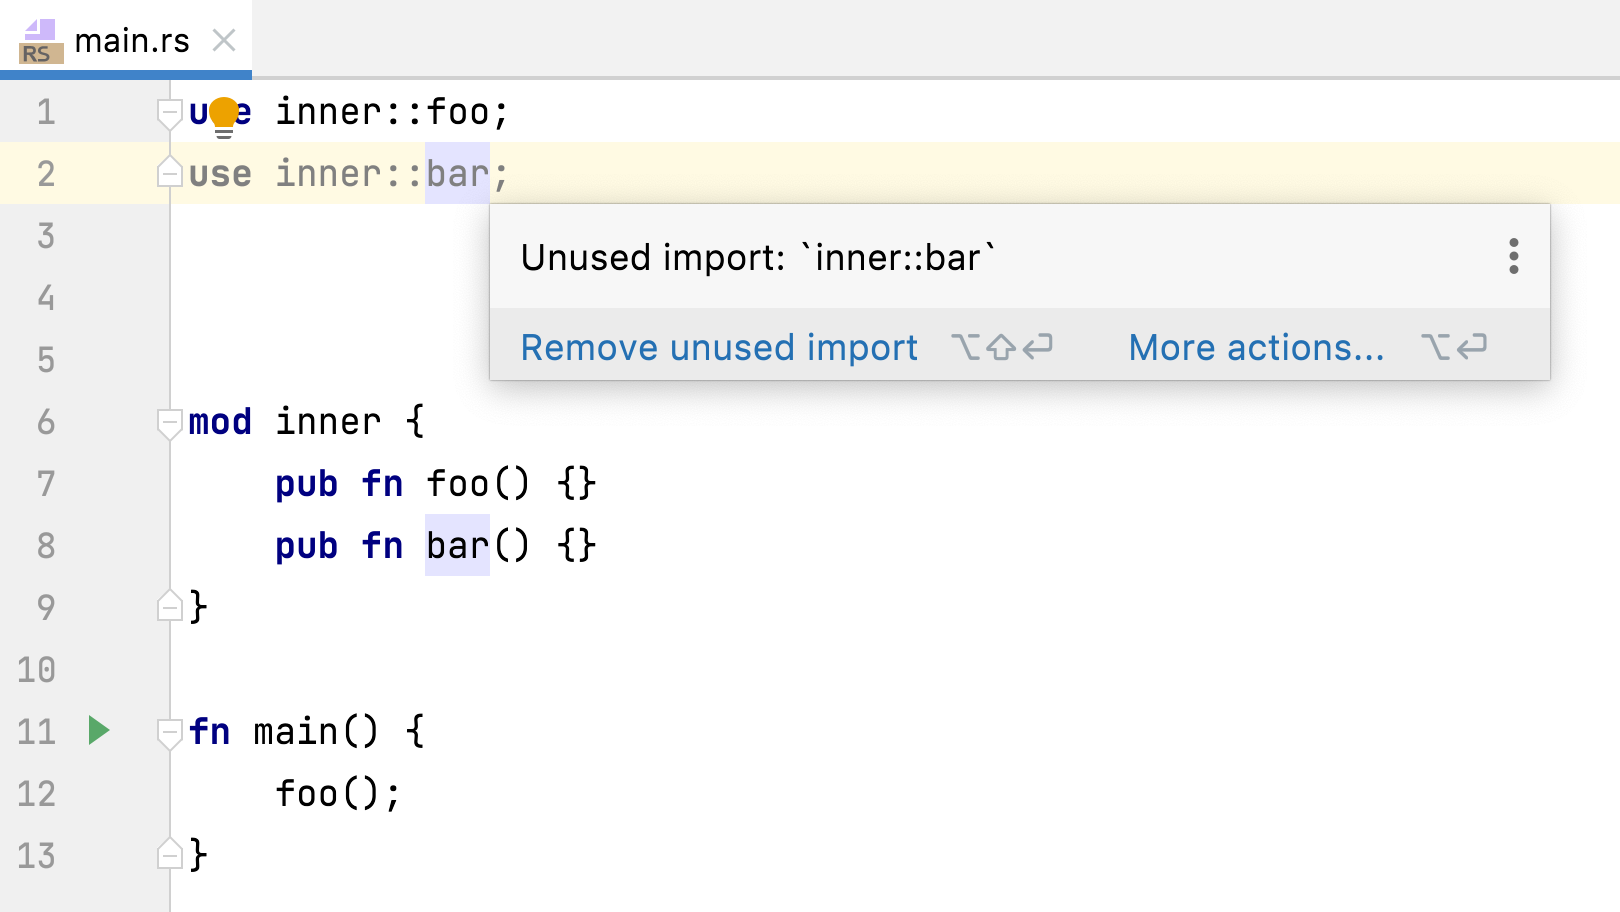 RS main.rs
1 use inner::foo;
2 use inner::bar;
3
Unused import: `inner::bar`
4
5
Remove unused import ⌥⇧⏎ More actions... ⌥⏎
6 mod inner {
7 pub fn foo() {}
8 pub fn bar() {}
9 }
10
11 fn main() {
12 foo();
13 }